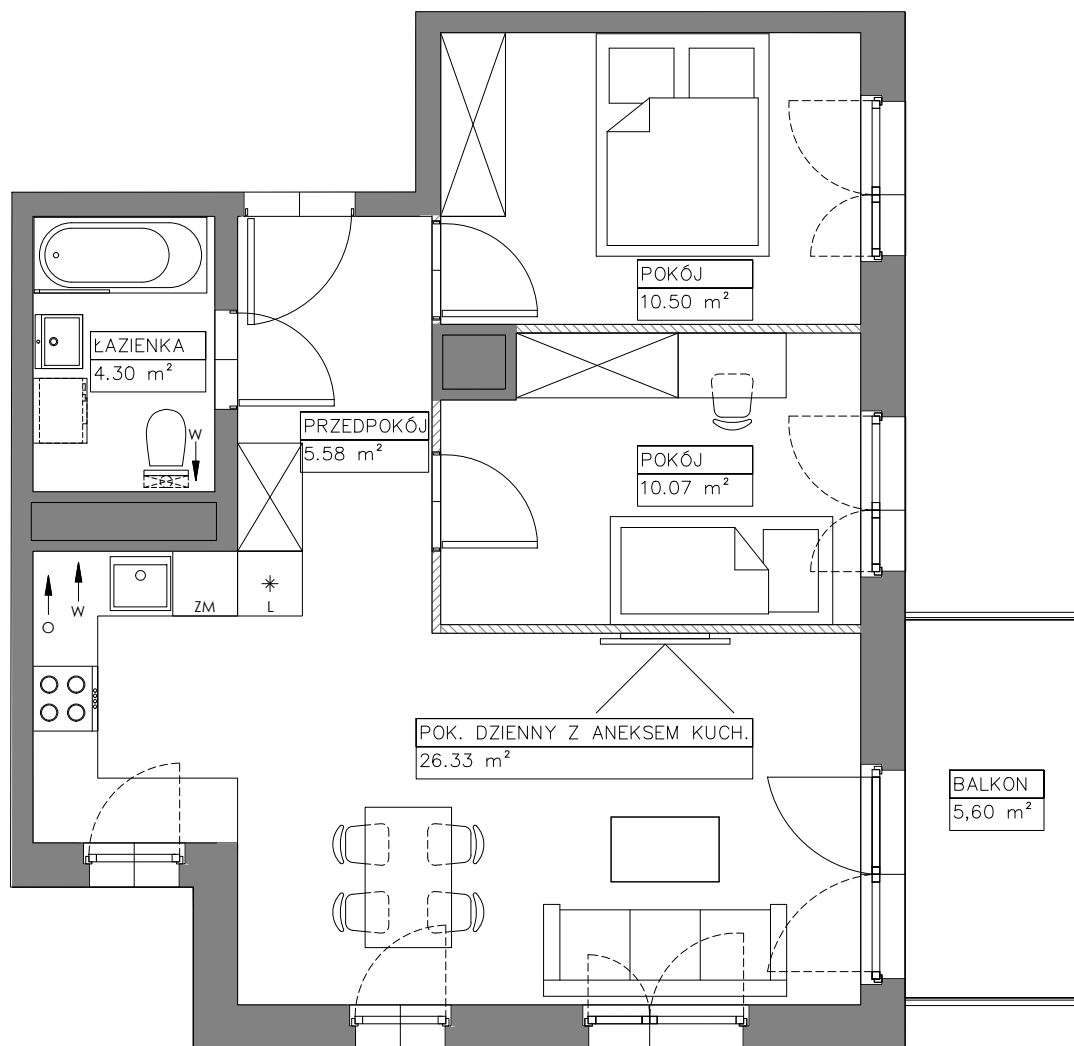 POKÓJ
10.50 m²
ŁAZIENKA
4.30 m²
W
PRZEDPOKÓJ
5.58 m²
POKÓJ
10.07 m²
W
ZM
L
POK. DZIENNY Z ANEKSEM KUCH.
26.33 m²
BALKON
5,60 m²